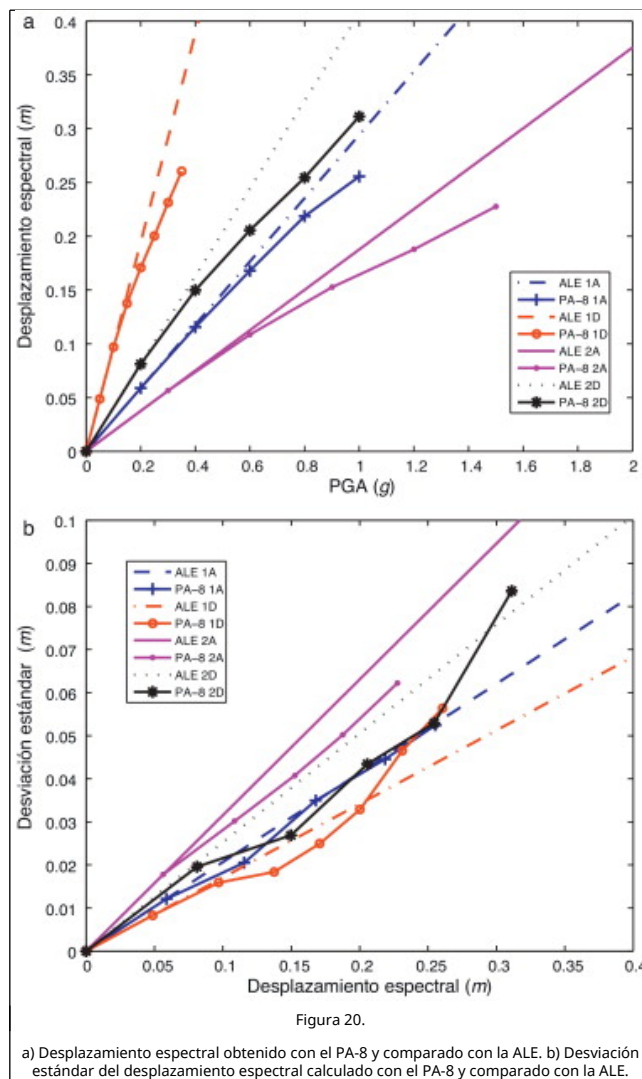 a
0.4
0.35
0.3
0.25
0.2
0.15
0.1
0.05
0
Desplazamiento espectral (m)
0 0.2 0.4 0.6 0.8 1 1.2 1.4 1.6 1.8 2
PGA (g)
ALE 1A
PA–8 1A
ALE 1D
PA–8 1D
ALE 2A
PA–8 2A
ALE 2D
PA–8 2D
b
0.1
0.09
0.08
0.07
0.06
0.05
0.04
0.03
0.02
0.01
0
Desviación estándar (m)
ALE 1A
PA–8 1A
ALE 1D
PA–8 1D
ALE 2A
PA–8 2A
ALE 2D
PA–8 2D
0 0.05 0.1 0.15 0.2 0.25 0.3 0.35 0.4
Desplazamiento espectral (m)
Figura 20.
a) Desplazamiento espectral obtenido con el PA-8 y comparado con la ALE. b) Desviación
estándar del desplazamiento espectral calculado con el PA-8 y comparado con la ALE.